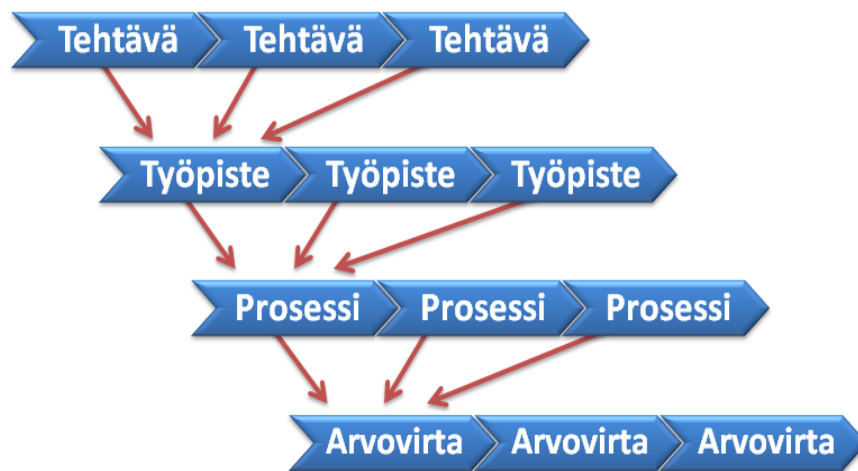 Tehtävä Tehtävä Tehtävä
Työpiste Työpiste Työpiste
Prosessi Prosessi Prosessi
Arvovirta Arvovirta Arvovirta